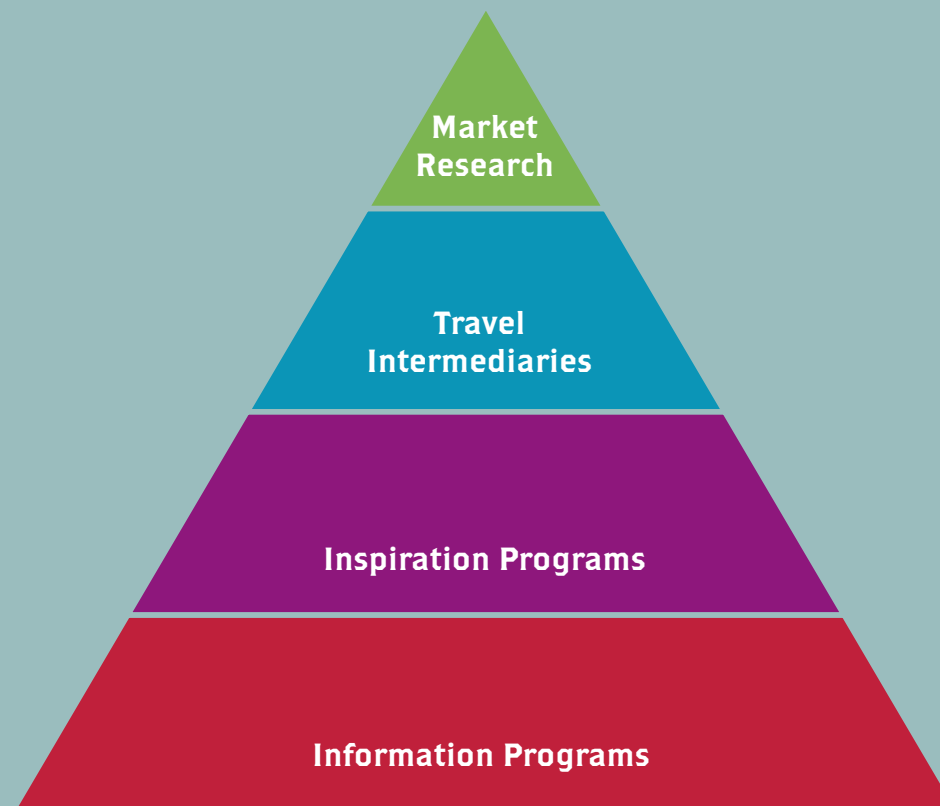 Market
Research
Travel
Intermediaries
Inspiration Programs
Information Programs